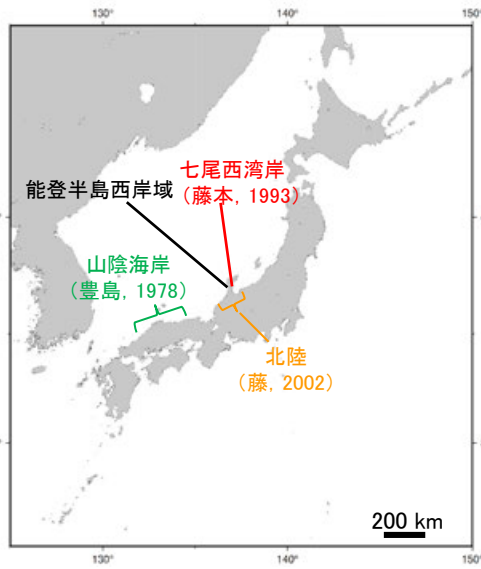 130°
140°
150°
七尾西湾岸
（藤本, 1993）
能登半島西岸域
山陰海岸
（豊島, 1978）
北陸
（藤, 2002）
200 km
130°
140°
150°